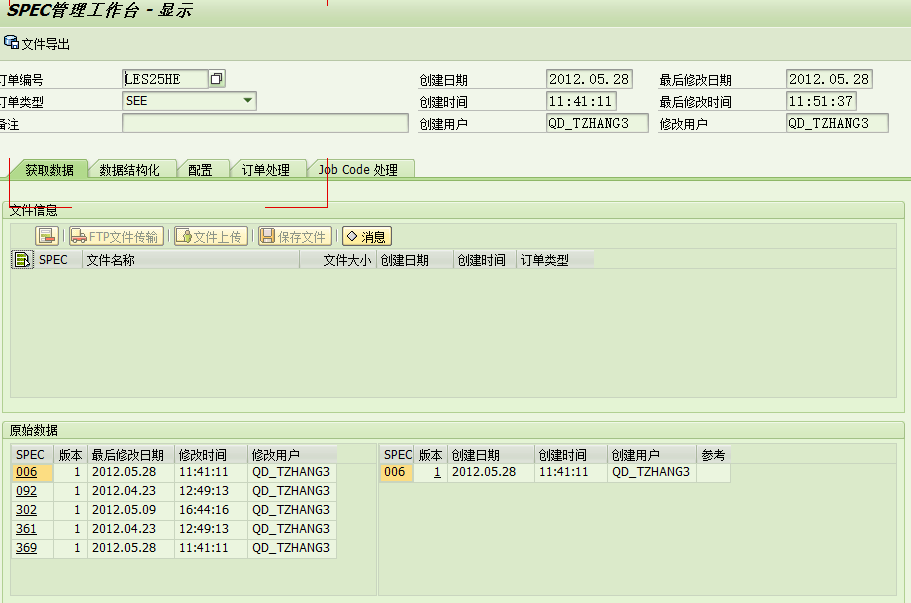 SPEC管理工作台 - 显示
文件导出
订单编号 LES25HE 创建日期 2012.05.28 最后修改日期 2012.05.28
订单类型 SEE 创建时间 11:41:11 最后修改时间 11:51:37
备注 创建用户 QD_TZHANG3 修改用户 QD_TZHANG3
获取数据 数据结构化 配置 订单处理 Job Code 处理
文件信息
FTP文件传输 文件上传 保存文件 消息
SPEC 文件名称 文件大小 创建日期 创建时间 订单类型
原始数据
SPEC 版本 最后修改日期 修改时间 修改用户 SPEC 版本 创建日期 创建时间 创建用户 参考
006 1 2012.05.28 11:41:11 QD_TZHANG3 006 1 2012.05.28 11:41:11 QD_TZHANG3
092 1 2012.04.23 12:49:13 QD_TZHANG3
302 1 2012.05.09 16:44:16 QD_TZHANG3
361 1 2012.04.23 12:49:13 QD_TZHANG3
369 1 2012.05.28 11:41:11 QD_TZHANG3